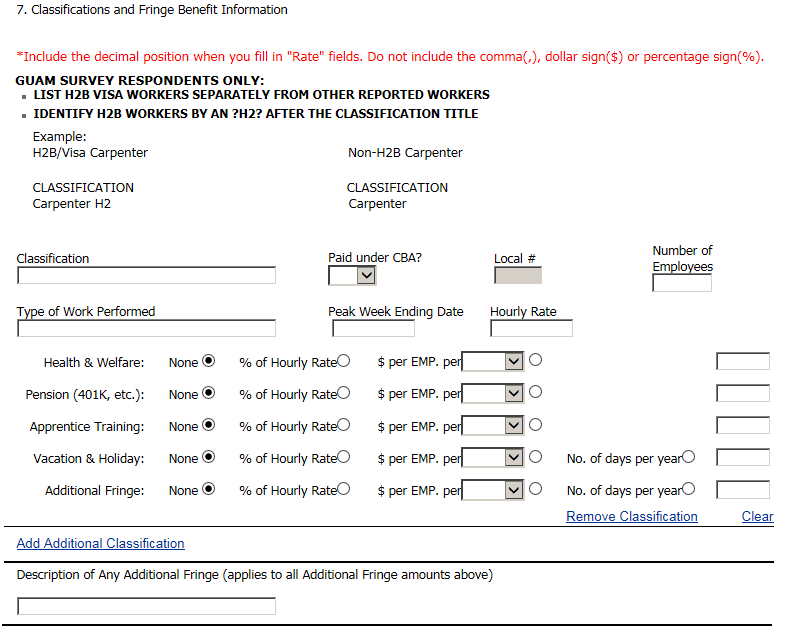 7. Classifications and Fringe Benefit Information
*Include the decimal position when you fill in "Rate" fields. Do not include the comma(,), dollar sign($) or percentage sign(%).
GUAM SURVEY RESPONDENTS ONLY:
LIST H2B VISA WORKERS SEPARATELY FROM OTHER REPORTED WORKERS
IDENTIFY H2B WORKERS BY AN ?H2? AFTER THE CLASSIFICATION TITLE
Example:
H2B/Visa Carpenter Non-H2B Carpenter
CLASSIFICATION CLASSIFICATION
Carpenter H2 Carpenter
Classification Paid under CBA? Local # Number of
Employees
Type of Work Performed Peak Week Ending Date Hourly Rate
Health & Welfare: None % of Hourly Rate $ per EMP. per
Pension (401K, etc.): None % of Hourly Rate $ per EMP. per
Apprentice Training: None % of Hourly Rate $ per EMP. per
Vacation & Holiday: None % of Hourly Rate $ per EMP. per No. of days per year
Additional Fringe: None % of Hourly Rate $ per EMP. per No. of days per year
Remove Classification Clear
Add Additional Classification
Description of Any Additional Fringe (applies to all Additional Fringe amounts above)